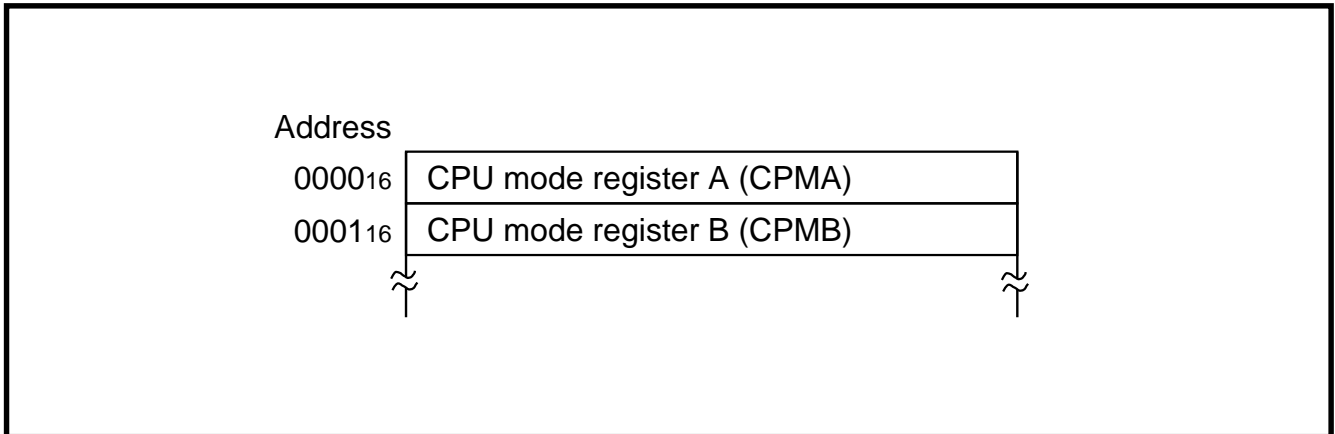 Address
0000₁₆ CPU mode register A (CPMA)
0001₁₆ CPU mode register B (CPMB)